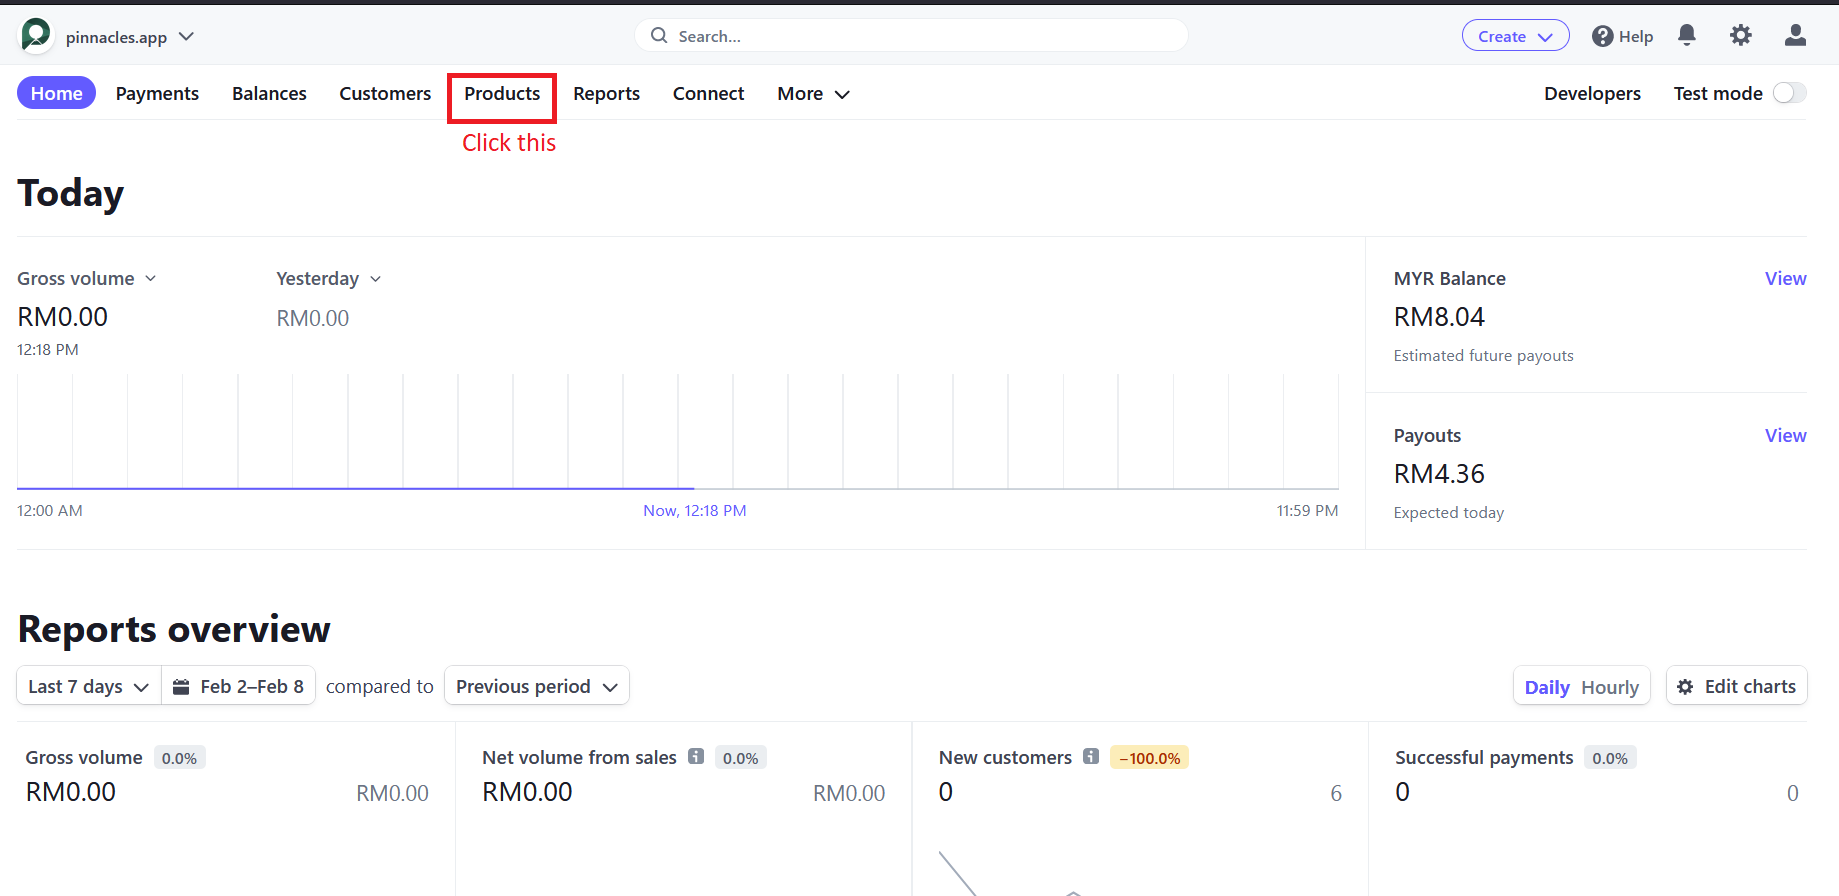 pinnacles.app
Search...
Create
Help
Home Payments Balances Customers Products Reports Connect More Developers Test mode
Click this
Today
Gross volume Yesterday
RM0.00 RM0.00
12:18 PM
12:00 AM Now, 12:18 PM 11:59 PM
MYR Balance View
RM8.04
Estimated future payouts
Payouts View
RM4.36
Expected today
Reports overview
Last 7 days Feb 2–Feb 8 compared to Previous period Daily Hourly Edit charts
Gross volume 0.0%
RM0.00 RM0.00
Net volume from sales 0.0%
RM0.00 RM0.00
New customers –100.0%
0 6
Successful payments 0.0%
0 0